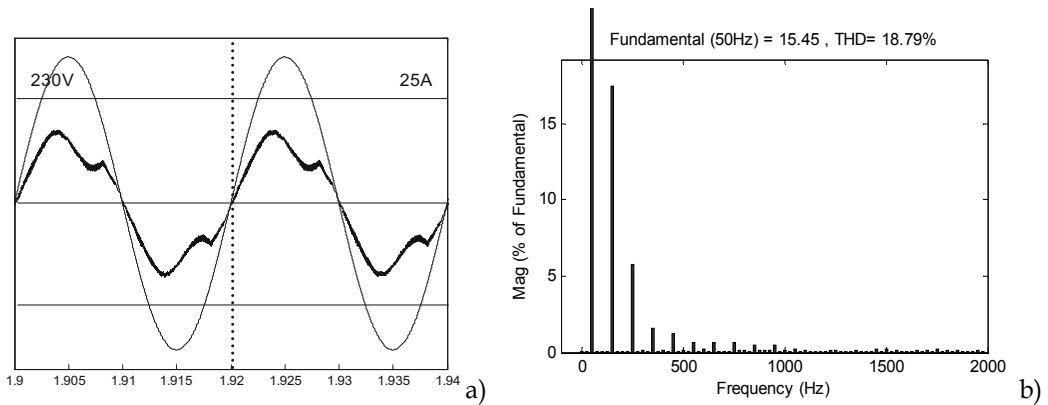 230V 25A
1.9 1.905 1.91 1.915 1.92 1.925 1.93 1.935 1.94
a)
Fundamental (50Hz) = 15.45 , THD= 18.79%
Mag (% of Fundamental)
15
10
5
0
0 500 1000 1500 2000
Frequency (Hz)
b)